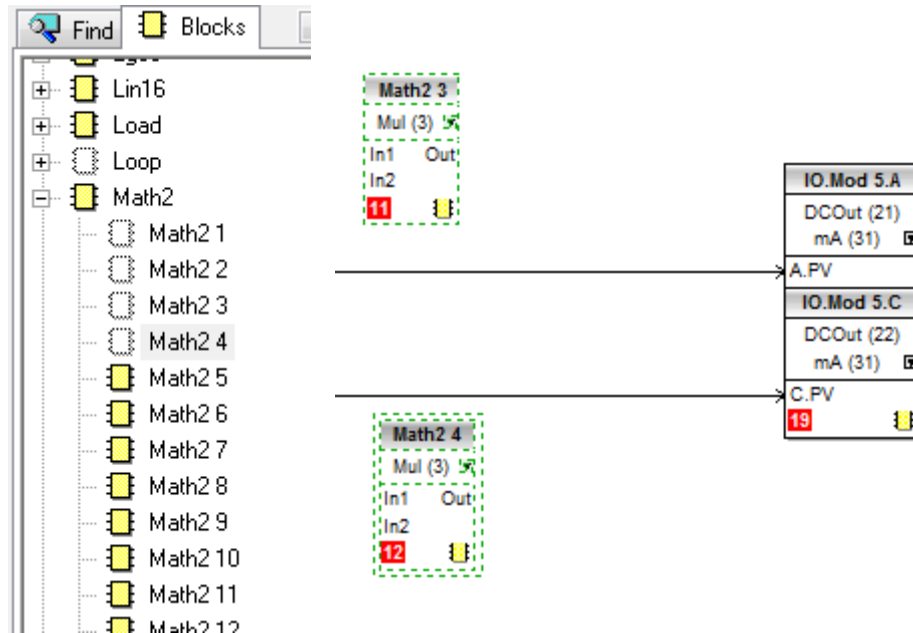 Find
Blocks
Lin16
Load
Loop
Math2
Math2 1
Math2 2
Math2 3
Math2 4
Math2 5
Math2 6
Math2 7
Math2 8
Math2 9
Math2 10
Math2 11
Math2 12
Math2 3
Mul (3)
In1 Out
In2
11
IO.Mod 5.A
DCOut (21)
mA (31)
A.PV
IO.Mod 5.C
DCOut (22)
mA (31)
C.PV
19
Math2 4
Mul (3)
In1 Out
In2
12